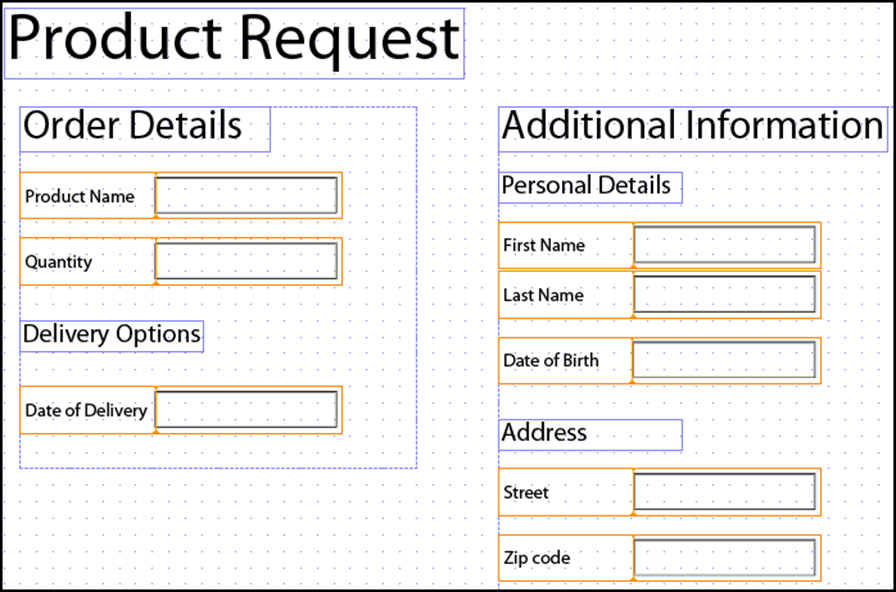 Product Request
Order Details
Product Name
Quantity
Delivery Options
Date of Delivery
Additional Information
Personal Details
First Name
Last Name
Date of Birth
Address
Street
Zip code